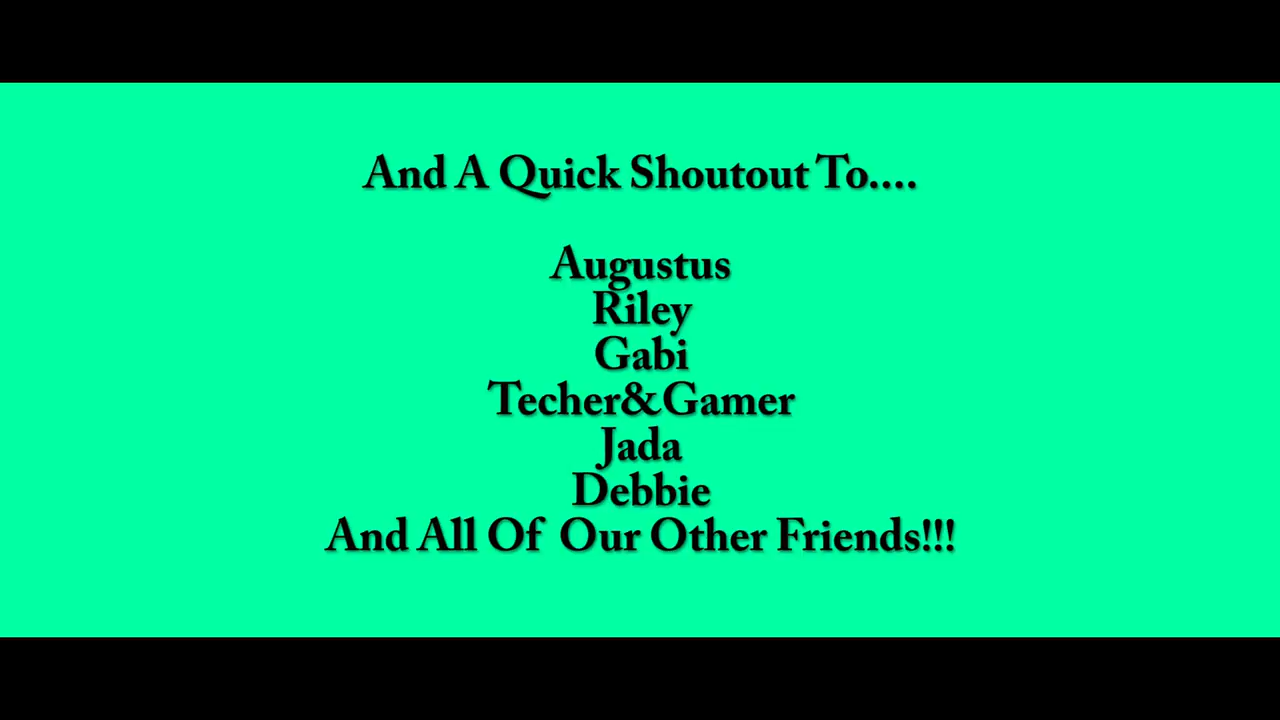 And A Quick Shoutout To....
Augustus
Riley
Gabi
Techer&Gamer
Jada
Debbie
And All Of  Our Other Friends!!!